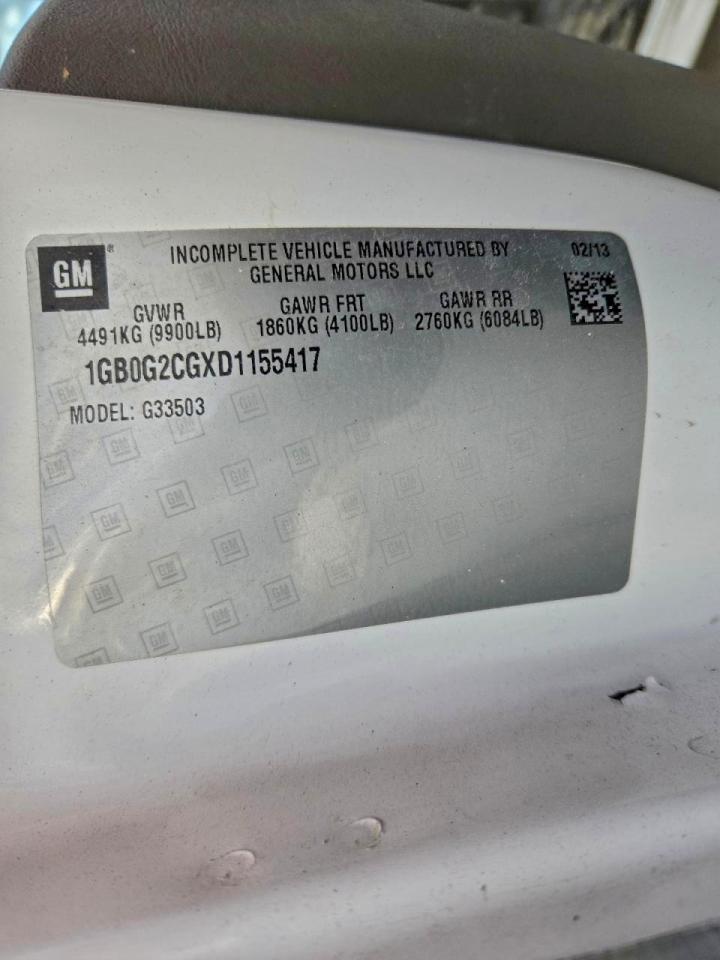 GM
INCOMPLETE VEHICLE MANUFACTURED BY
GENERAL MOTORS LLC
02/13
GVWR
4491KG (9900LB)
GAWR FRT
1860KG (4100LB)
GAWR RR
2760KG (6084LB)
1GB0G2CGXD1155417
MODEL: G33503